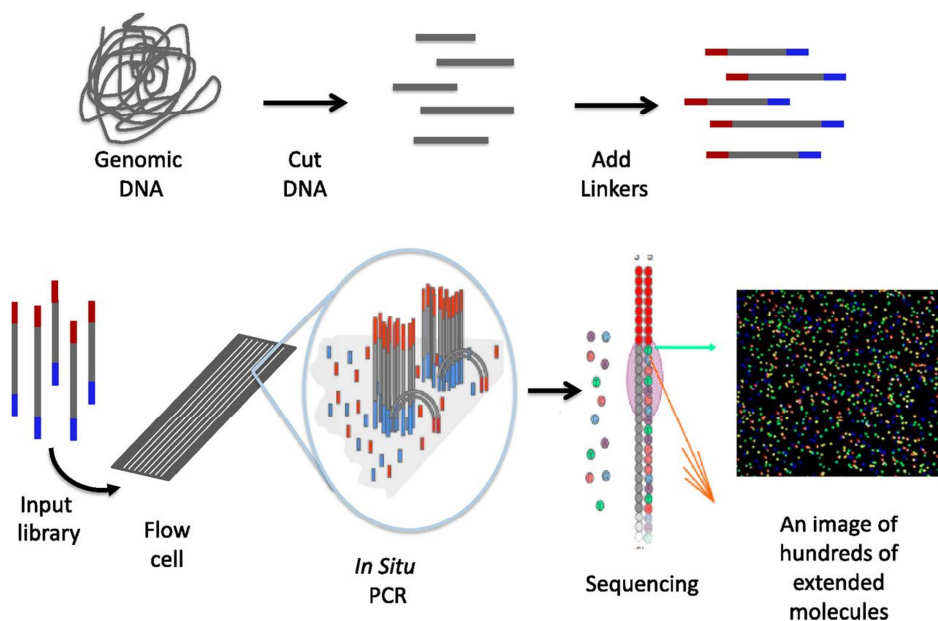 Genomic
DNA
Cut
DNA
Add
Linkers
Input
library
Flow
cell
In Situ
PCR
Sequencing
An image of
hundreds of
extended
molecules